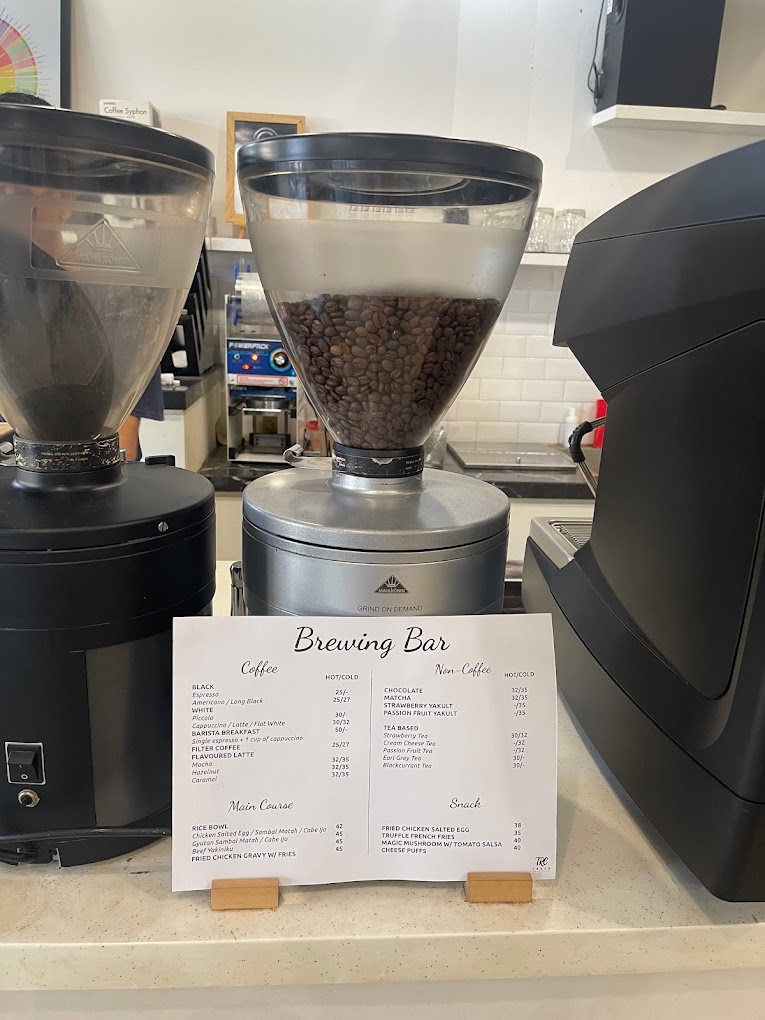 Coffee Syphon
MAHLKÖNIG
POWERPACK
MAHLKÖNIG
GRIND ON DEMAND
Brewing Bar
Coffee
HOT/COLD
BLACK
Espresso 25/-
Americano / Long Black 25/27
WHITE
Piccolo 30/-
Cappuccino / Latte / Flat White 30/32
BARISTA BREAKFAST 50/-
Single espresso + 1 cup of cappuccino
FILTER COFFEE 25/27
FLAVOURED LATTE
Mocha 32/35
Hazelnut 32/35
Caramel 32/35
Main Course
RICE BOWL 42
Chicken Salted Egg / Sambal Matah / Cabe Ijo 45
Gyutan Sambal Matah / Cabe Ijo 45
Beef Yakiniku 45
FRIED CHICKEN GRAVY W/ FRIES
Non-Coffee
HOT/COLD
CHOCOLATE 32/35
MATCHA 32/35
STRAWBERRY YAKULT -/35
PASSION FRUIT YAKULT -/35
TEA BASED
Strawberry Tea 30/32
Cream Cheese Tea -/32
Passion Fruit Tea -/32
Earl Grey Tea 30/-
Blackcurrant Tea 30/-
Snack
FRIED CHICKEN SALTED EGG 38
TRUFFLE FRENCH FRIES 35
MAGIC MUSHROOM W/ TOMATO SALSA 40
CHEESE PUFFS 40
TRC